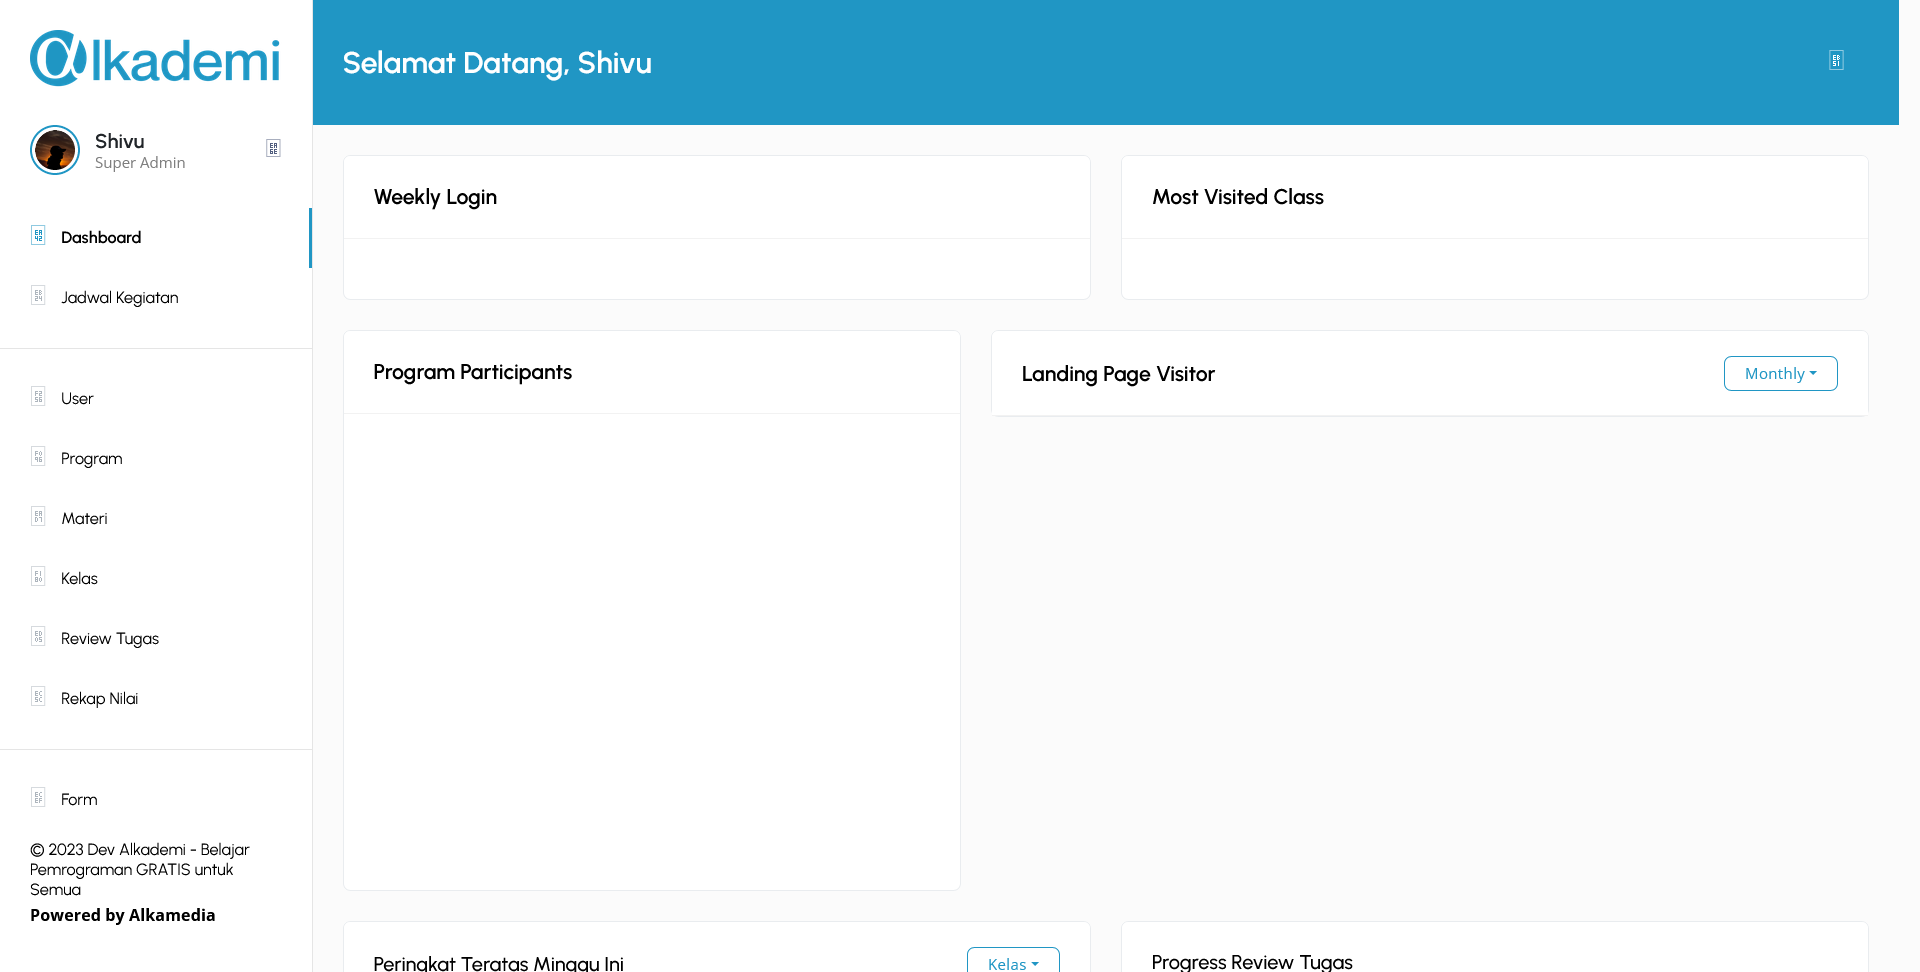 alkademi
Selamat Datang, Shivu
Shivu
Super Admin
Dashboard
Jadwal Kegiatan
User
Program
Materi
Kelas
Review Tugas
Rekap Nilai
Form
© 2023 Dev Alkademi - Belajar
Pemrograman GRATIS untuk
Semua
Powered by Alkamedia
Weekly Login
Most Visited Class
Program Participants
Landing Page Visitor
Monthly
Peringkat Teratas Minggu Ini
Kelas
Progress Review Tugas